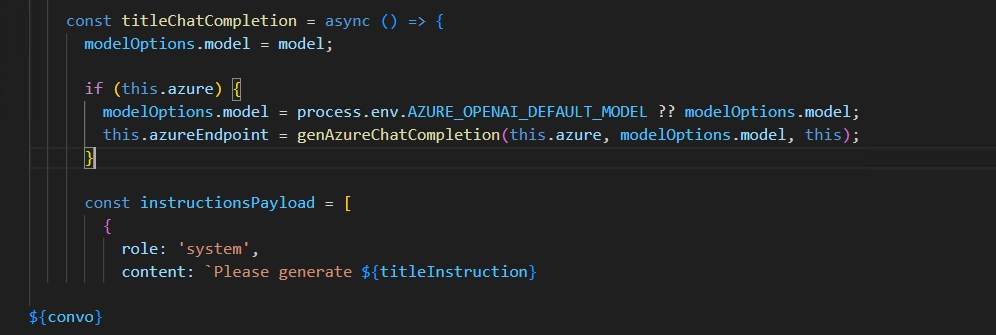 const titleChatCompletion = async () => {
modelOptions.model = model;
if (this.azure) {
modelOptions.model = process.env.AZURE_OPENAI_DEFAULT_MODEL ?? modelOptions.model;
this.azureEndpoint = genAzureChatCompletion(this.azure, modelOptions.model, this);
}
const instructionsPayload = [
{
role: 'system',
content: `Please generate ${titleInstruction}
${convo}